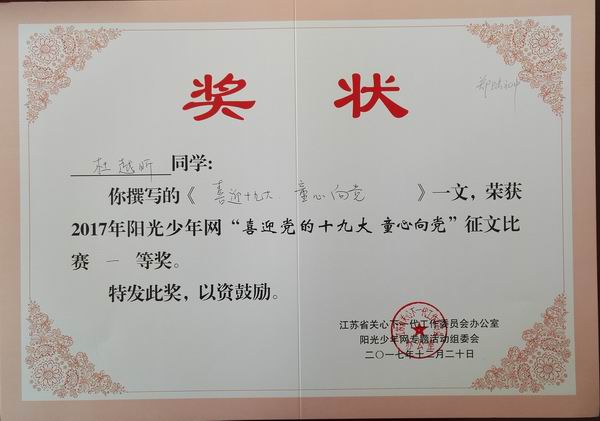 奖 状
杜越昕 同学:
你撰写的《 喜迎十九大 童心向党 》一文,荣获
2017年阳光少年网“喜迎党的十九大 童心向党”征文比
赛 一 等奖。
特发此奖,以资鼓励。
江苏省关心下一代工作委员会办公室
阳光少年网专题活动组委会
二〇一七年十二月二十日